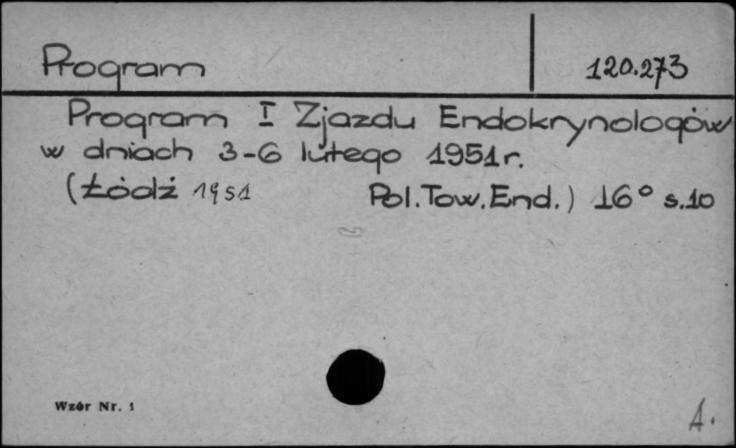 Program 120.273
Program I Zjazdu Endokrynologów
w dniach 3-6 lutego 1951r.
(Łódź 1951 Pol.Tow.End.) 16° s.10
Wzór Nr. 1
A.